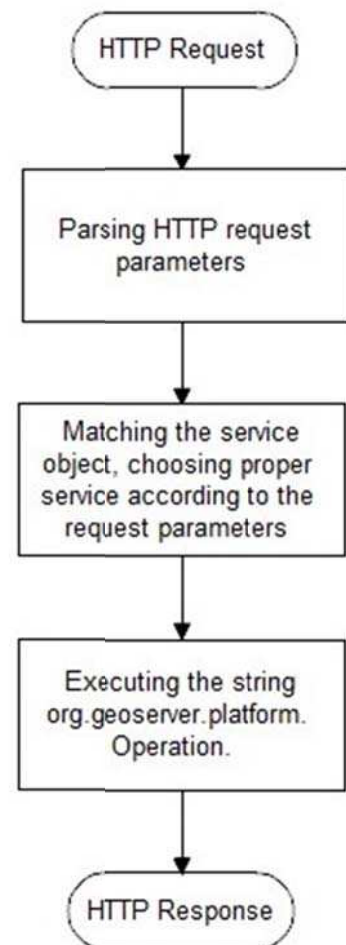 HTTP Request
Parsing HTTP request
parameters
Matching the service
object, choosing proper
service according to the
request parameters
Executing the string
org.geoserver.platform.
Operation.
HTTP Response